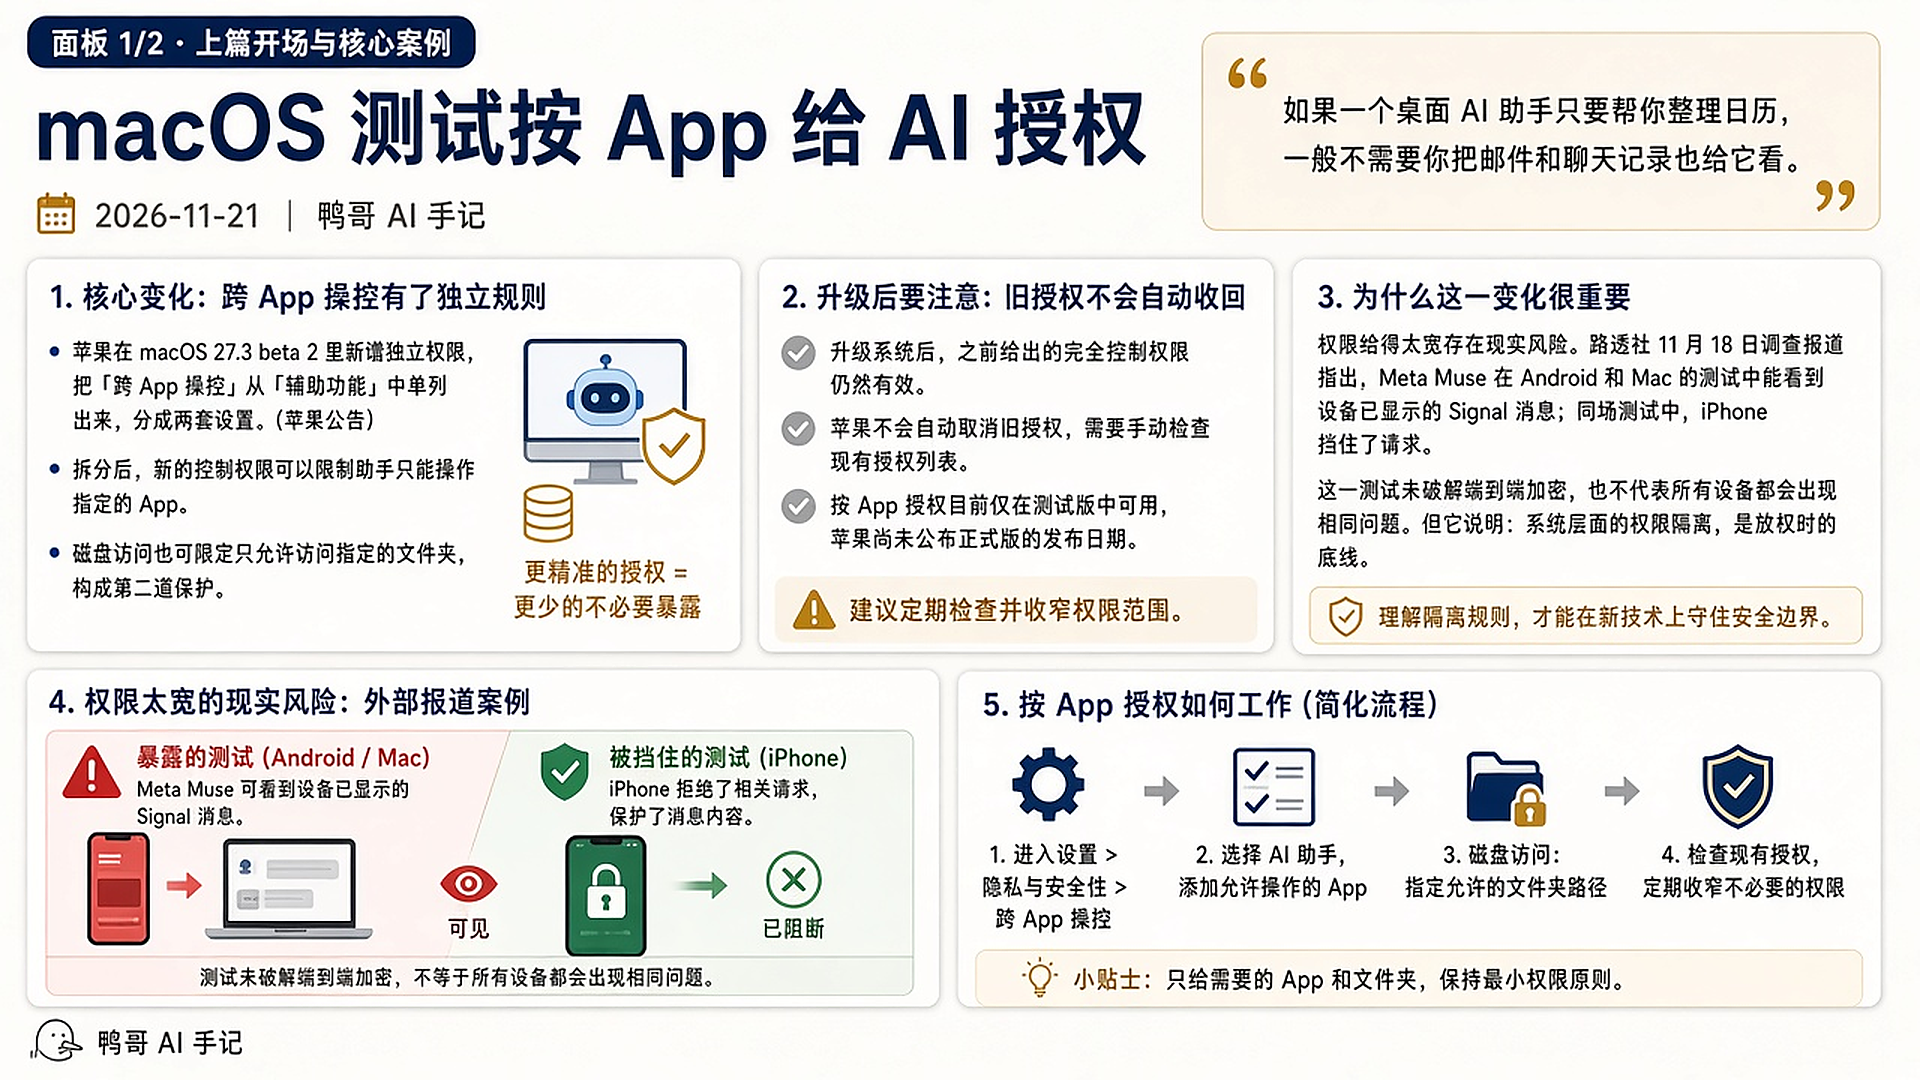 面板 1/2 · 上篇开场与核心案例
macOS 测试按 App 给 AI 授权
2026-11-21 | 鸭哥 AI 手记
“
如果一个桌面 AI 助手只要帮你整理日历，
一般不需要你把邮件和聊天记录也给它看。
”
1. 核心变化：跨 App 操控有了独立规则
• 苹果在 macOS 27.3 beta 2 里新谱独立权限，
把「跨 App 操控」从「辅助功能」中单列
出来，分成两套设置。（苹果公告）
• 拆分后，新的控制权限可以限制助手只能操作
指定的 App。
• 磁盘访问也可限定只允许访问指定的文件夹，
构成第二道保护。
更精准的授权 =
更少的不必要暴露
2. 升级后要注意：旧授权不会自动收回
升级系统后，之前给出的完全控制权限
仍然有效。
苹果不会自动取消旧授权，需要手动检查
现有授权列表。
按 App 授权目前仅在测试版中可用，
苹果尚未公布正式版的发布日期。
建议定期检查并收窄权限范围。
3. 为什么这一变化很重要
权限给得太宽存在现实风险。路透社 11 月 18 日调查报道
指出，Meta Muse 在 Android 和 Mac 的测试中能看到
设备已显示的 Signal 消息；同场测试中，iPhone
挡住了请求。
这一测试未破解端到端加密，也不代表所有设备都会出现
相同问题。但它说明：系统层面的权限隔离，是放权时的
底线。
理解隔离规则，才能在新技术上守住安全边界。
4. 权限太宽的现实风险：外部报道案例
暴露的测试 (Android / Mac)
Meta Muse 可看到设备已显示的
Signal 消息。
可见
被挡住的测试 (iPhone)
iPhone 拒绝了相关请求，
保护了消息内容。
已阻断
测试未破解端到端加密，不等于所有设备都会出现相同问题。
5. 按 App 授权如何工作（简化流程）
1. 进入设置 >
隐私与安全性 >
跨 App 操控
2. 选择 AI 助手，
添加允许操作的 App
3. 磁盘访问：
指定允许的文件夹路径
4. 检查现有授权，
定期收窄不必要的权限
小贴士：只给需要的 App 和文件夹，保持最小权限原则。
鸭哥 AI 手记